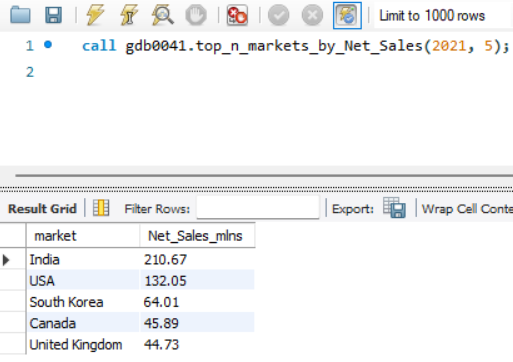 Limit to 1000 rows
1 call gdb0041.top_n_markets_by_Net_Sales(2021, 5);
2
Result Grid Filter Rows: Export: Wrap Cell Conte
market Net_Sales_mlns
India 210.67
USA 132.05
South Korea 64.01
Canada 45.89
United Kingdom 44.73